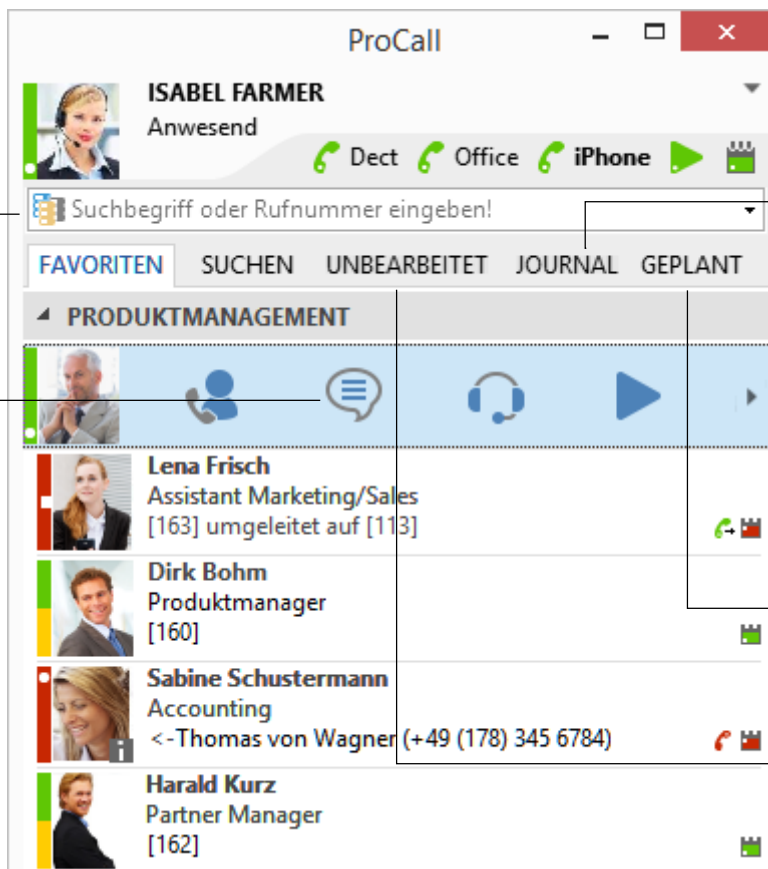 ProCall
ISABEL FARMER
Anwesend
Dect Office iPhone
Suchbegriff oder Rufnummer eingeben!
FAVORITEN SUCHEN UNBEARBEITET JOURNAL GEPLANT
PRODUKTMANAGEMENT
Lena Frisch
Assistant Marketing/Sales
[163] umgeleitet auf [113]
Dirk Bohm
Produktmanager
[160]
Sabine Schustermann
Accounting
<-Thomas von Wagner (+49 (178) 345 6784)
Harald Kurz
Partner Manager
[162]